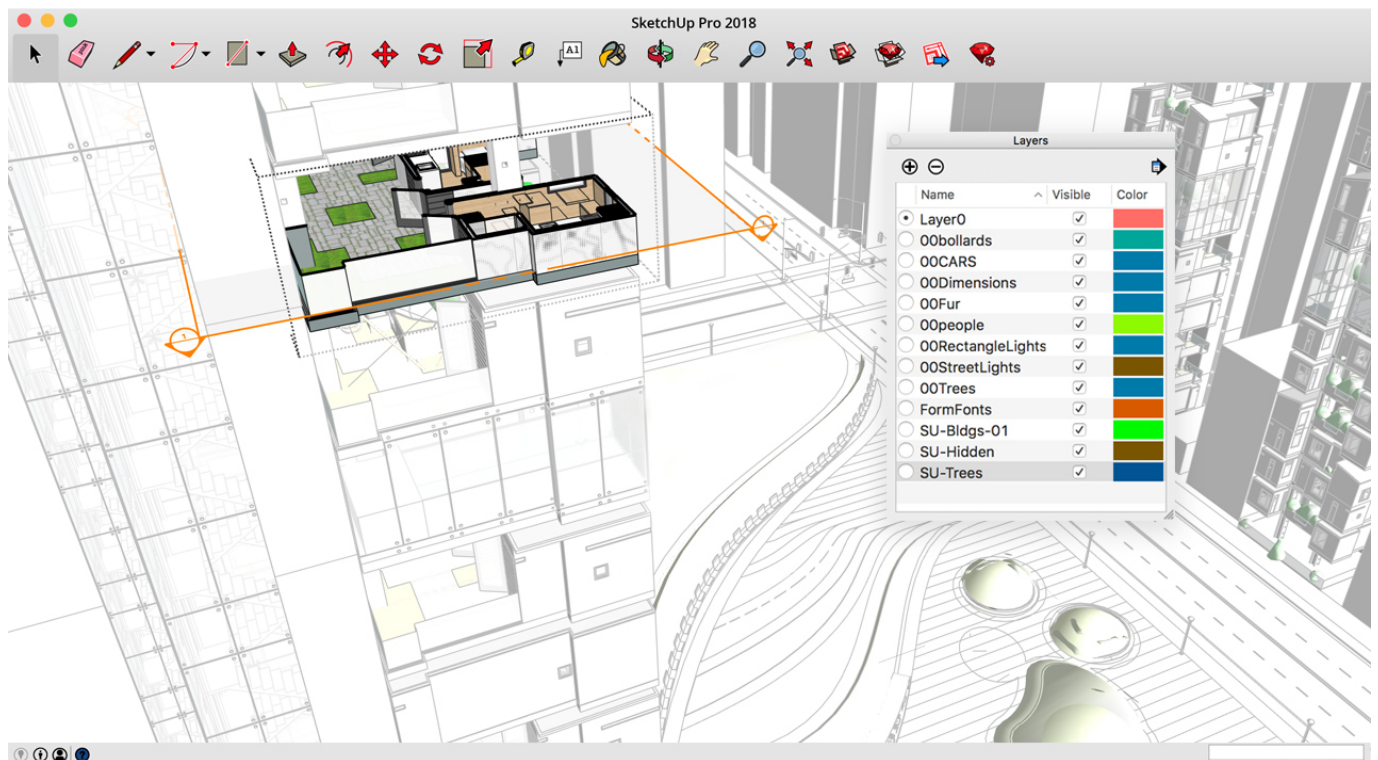 SketchUp Pro 2018
A1
Layers
Name Visible Color
Layer0
00bollards
00CARS
00Dimensions
00Fur
00people
00RectangleLights
00StreetLights
00Trees
FormFonts
SU-Bldgs-01
SU-Hidden
SU-Trees
1